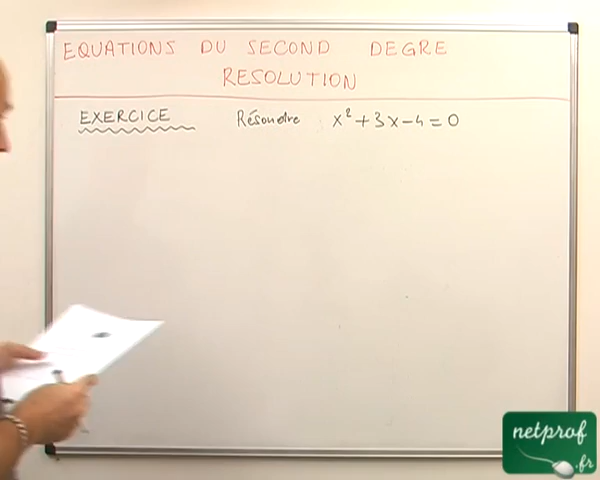 EQUATIONS DU SECOND DEGRE
RESOLUTION
EXERCICE Résoudre x²+3x-4=0
netprof
.fr